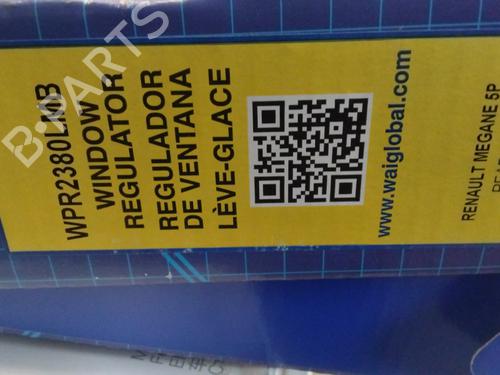 WPR2380LMB
WINDOW
REGULATOR
REGULADOR
DE VENTANA
LÈVE-GLACE
www.waiglobal.com
RENAULT MEGANE 5P
B-PARTS